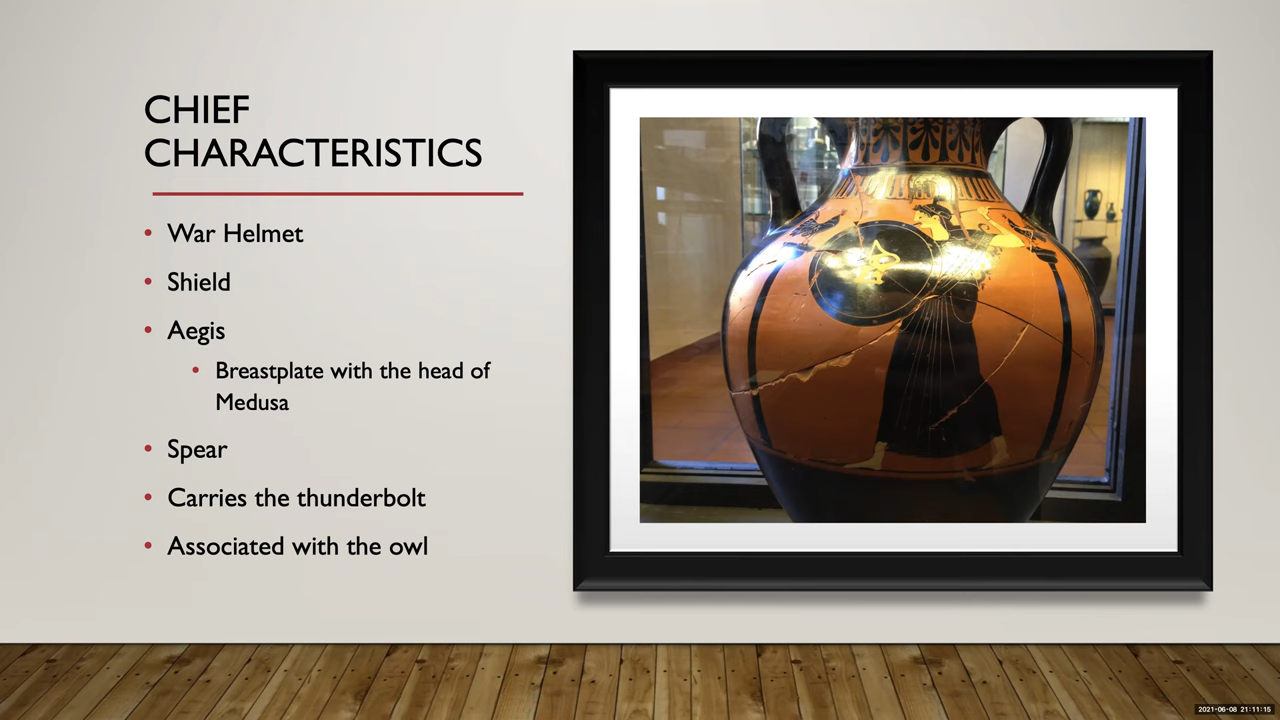 CHIEF
CHARACTERISTICS
• War Helmet
• Shield
• Aegis
• Breastplate with the head of
Medusa
• Spear
• Carries the thunderbolt
• Associated with the owl
2021-06-08 21:11:15